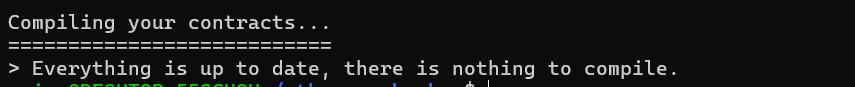 Compiling your contracts...
===========================
> Everything is up to date, there is nothing to compile.